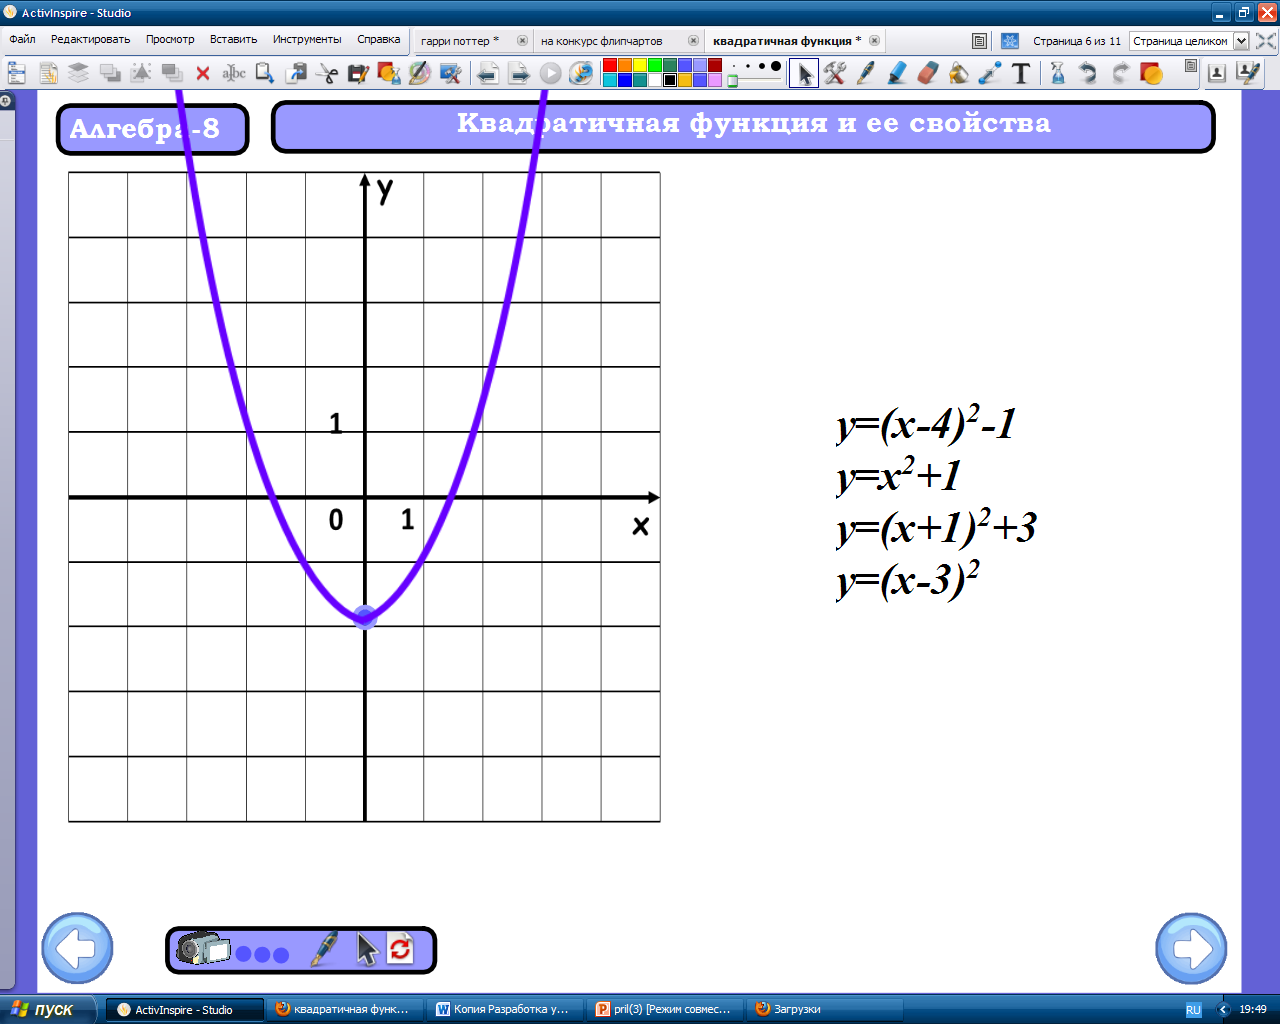 ActivInspire - Studio
Файл Редактировать Просмотр Вставить Инструменты Справка
гарри поттер * на конкурс флипчартов квадратичная функция *
Страница 6 из 11 Страница целиком
Алгебра-8
Квадратичная функция и ее свойства
y
1
0 1
x
y=(x-4)²-1
y=x²+1
y=(x+1)²+3
y=(x-3)²
пуск ActivInspire - Studio квадратичная функ... Копия Разработка у... pril(3) [Режим совмес... Загрузки RU 19:49